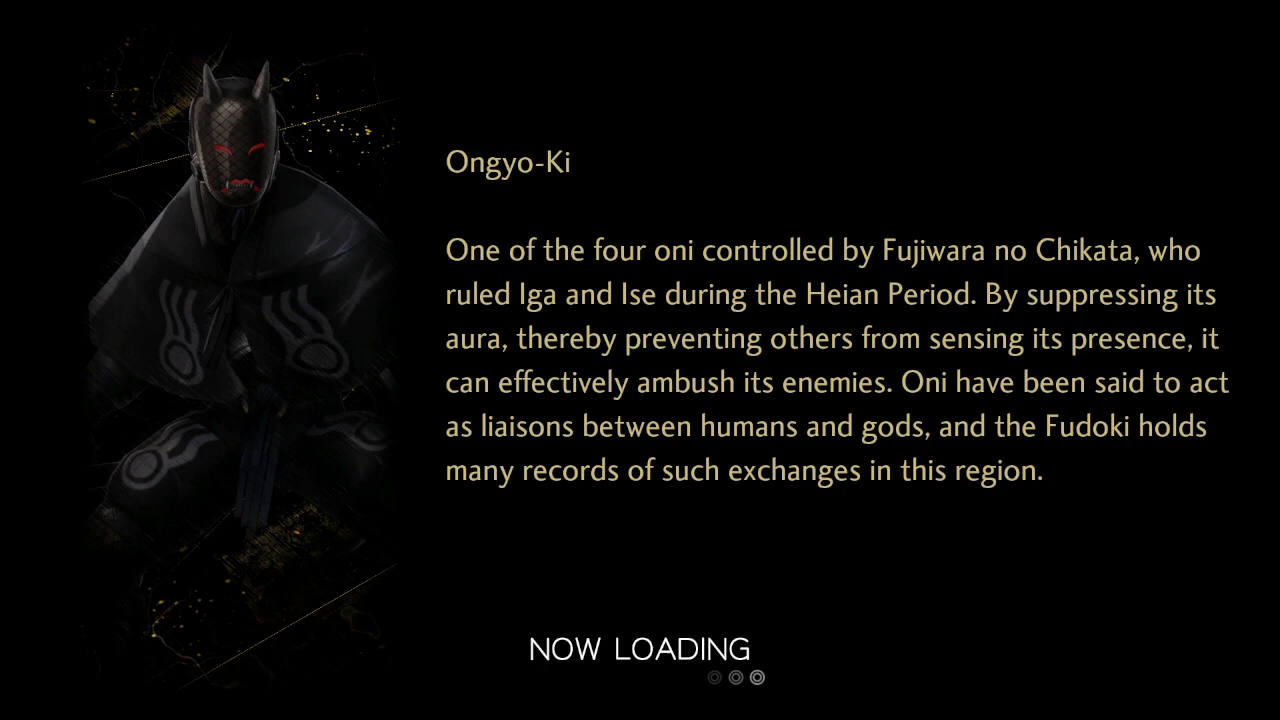 Ongyo-Ki
One of the four oni controlled by Fujiwara no Chikata, who
ruled Iga and Ise during the Heian Period. By suppressing its
aura, thereby preventing others from sensing its presence, it
can effectively ambush its enemies. Oni have been said to act
as liaisons between humans and gods, and the Fudoki holds
many records of such exchanges in this region.
NOW LOADING